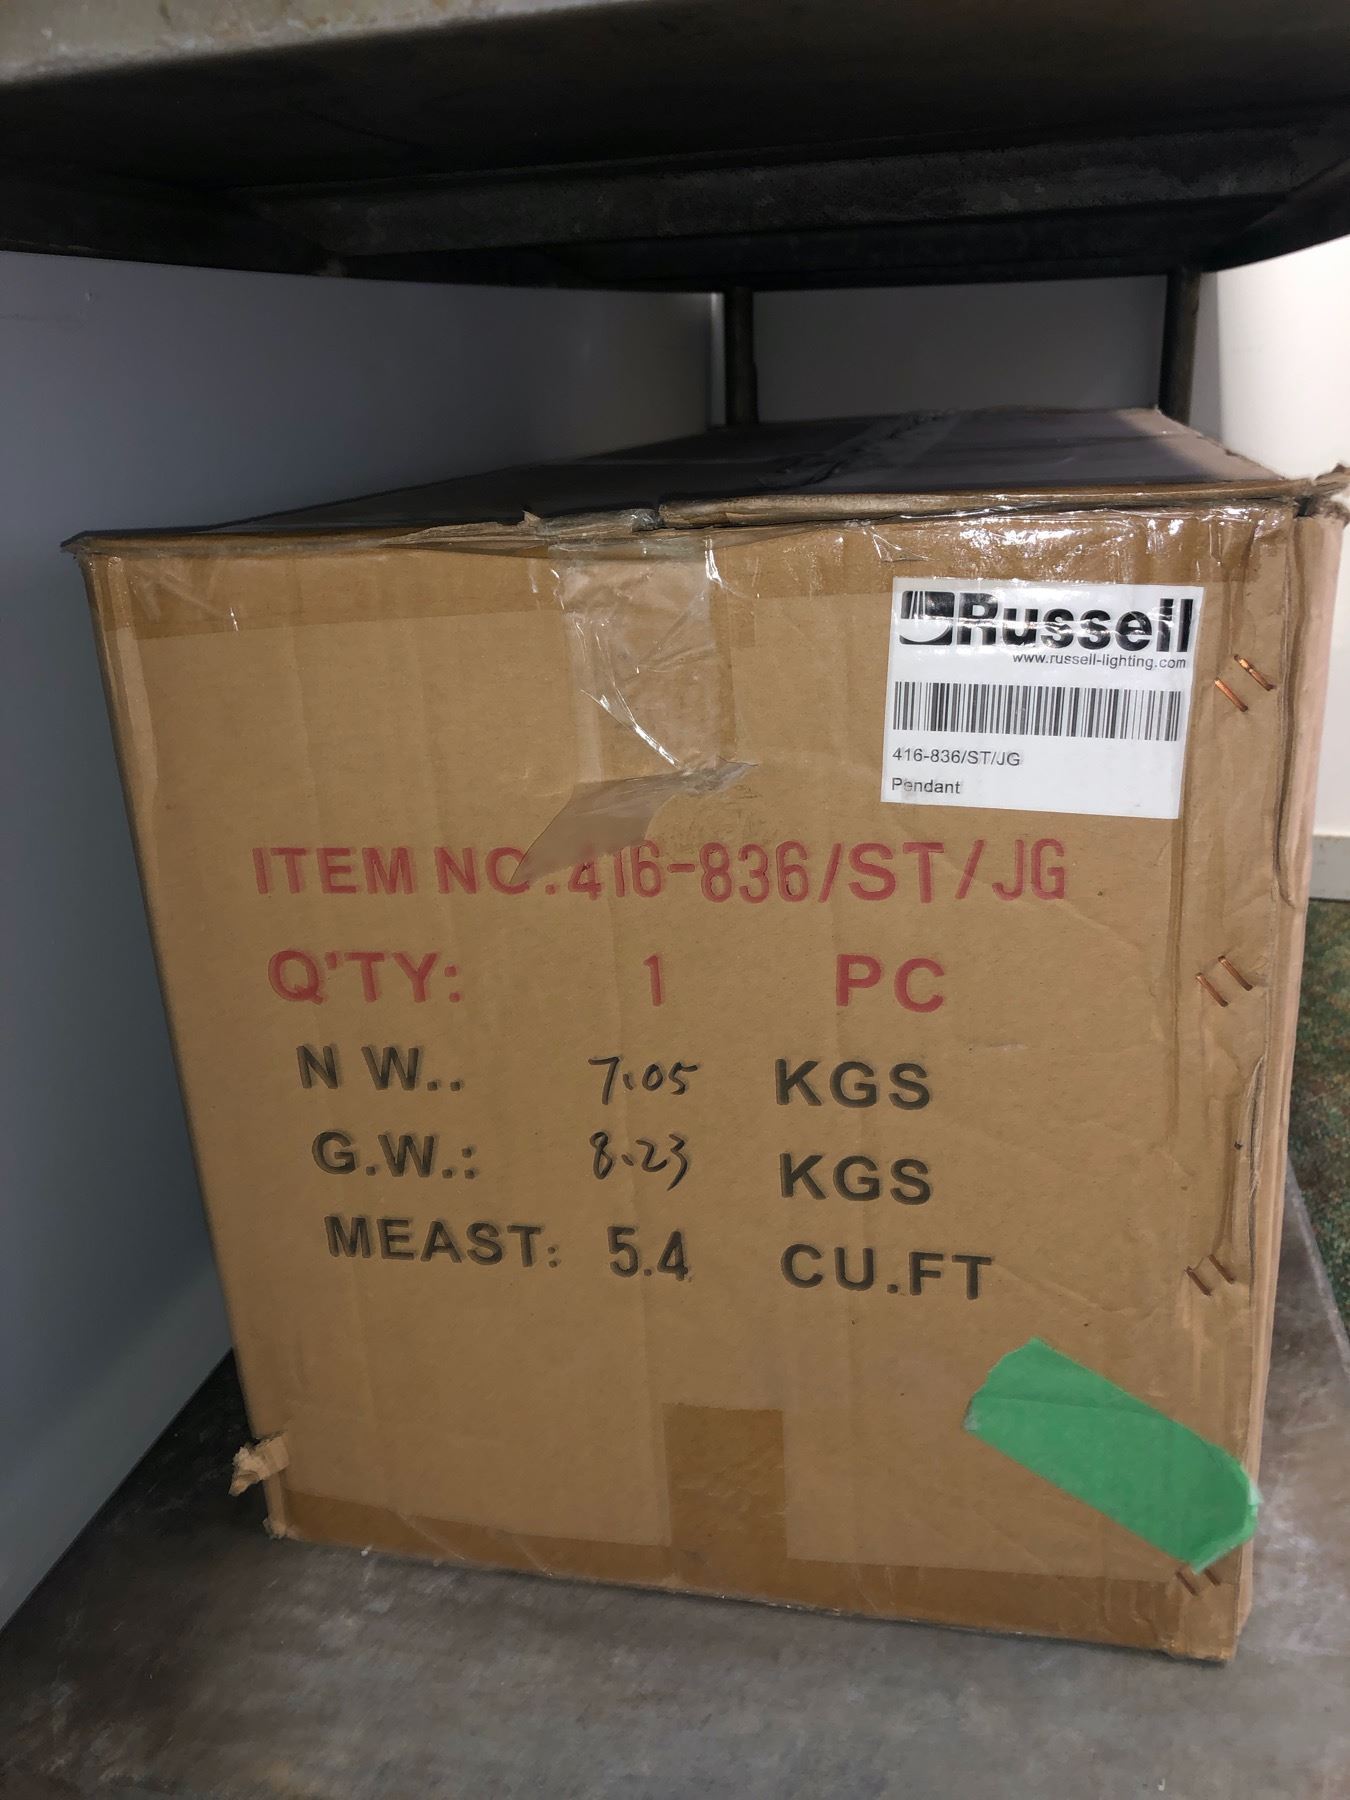 Russell
www.russell-lighting.com
416-836/ST/JG
Pendant
ITEM NO.:416-836/ST/JG
Q'TY: 1 PC
N W.. 7.05 KGS
G.W.: 8.23 KGS
MEAST: 5.4 CU.FT